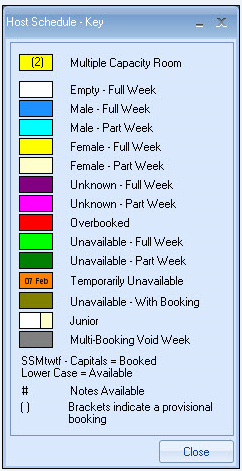 Host Schedule - Key
(2) Multiple Capacity Room
Empty - Full Week
Male - Full Week
Male - Part Week
Female - Full Week
Female - Part Week
Unknown - Full Week
Unknown - Part Week
Overbooked
Unavailable - Full Week
Unavailable - Part Week
07 Feb Temporarily Unavailable
Unavailable - With Booking
Junior
Multi-Booking Void Week
SSMtwtf - Capitals = Booked
Lower Case = Available
# Notes Available
( ) Brackets indicate a provisional
booking
Close